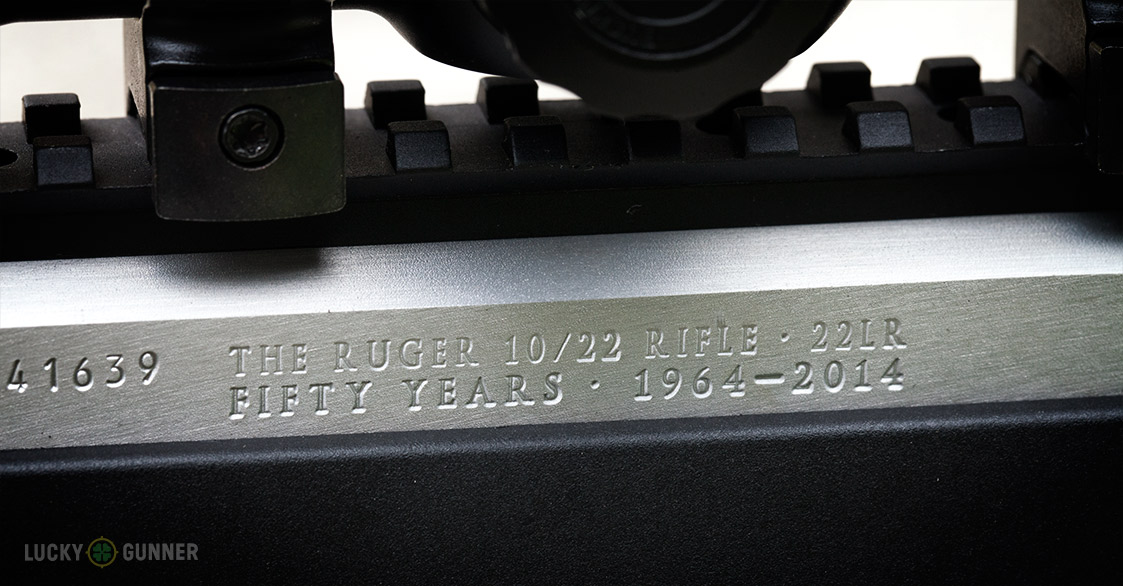 41639
THE RUGER 10/22 RIFLE · 22LR
FIFTY YEARS · 1964–2014
LUCKY GUNNER